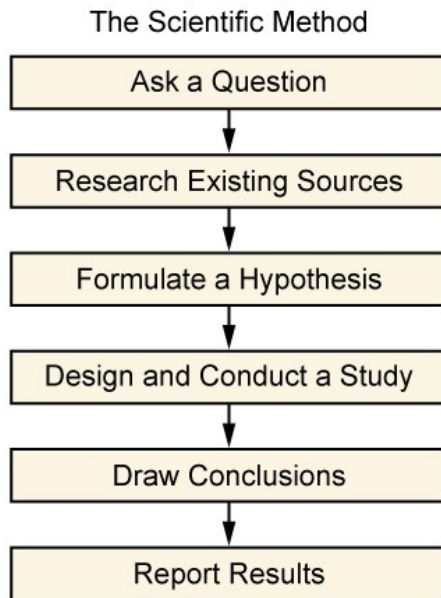 The Scientific Method
Ask a Question
Research Existing Sources
Formulate a Hypothesis
Design and Conduct a Study
Draw Conclusions
Report Results